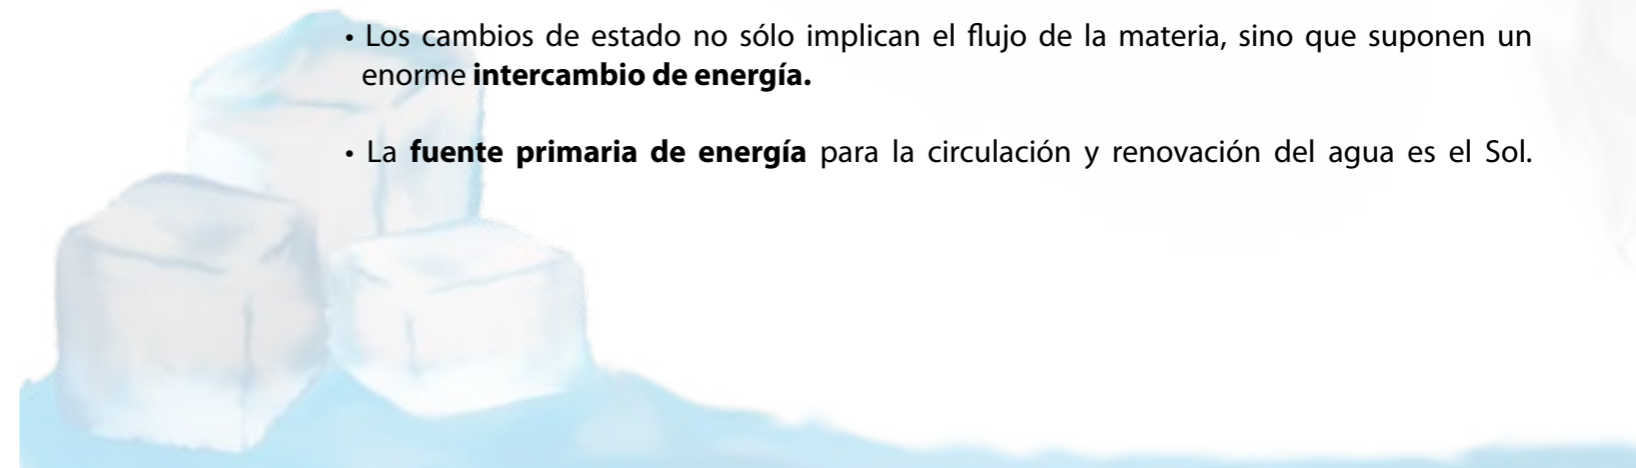 • Los cambios de estado no sólo implican el flujo de la materia, sino que suponen un
enorme intercambio de energía.
• La fuente primaria de energía para la circulación y renovación del agua es el Sol.